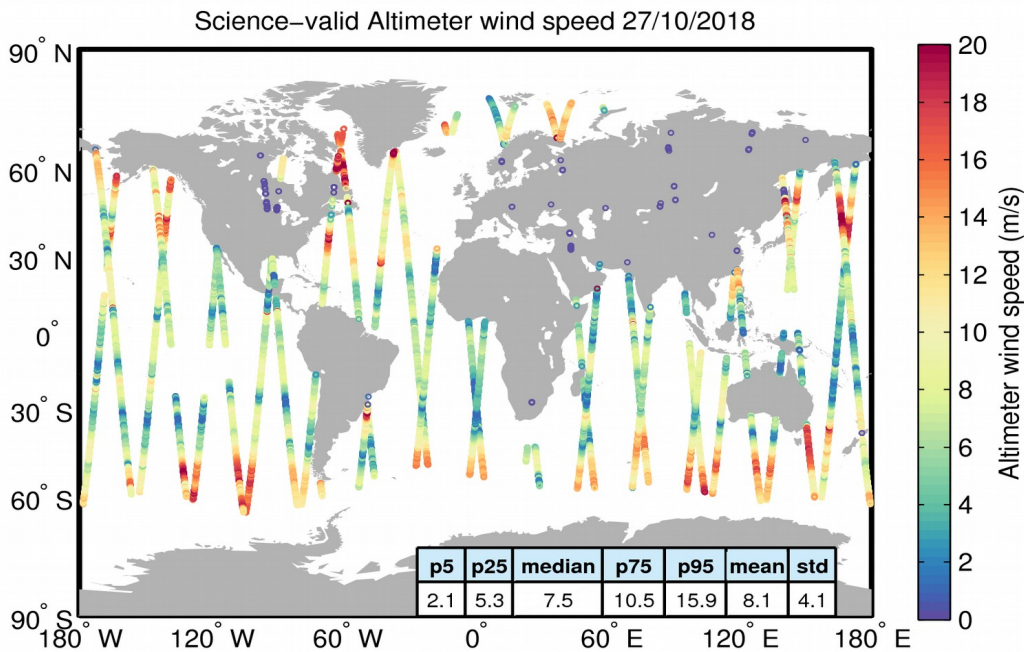 Science−valid Altimeter wind speed 27/10/2018
90° N
60° N
30° N
0°
30° S
60° S
90° S
180° W
120° W
60° W
0°
60° E
120° E
180° E
p5 p25 median p75 p95 mean std
2.1 5.3 7.5 10.5 15.9 8.1 4.1
20
18
16
14
12
10
8
6
4
2
0
Altimeter wind speed (m/s)